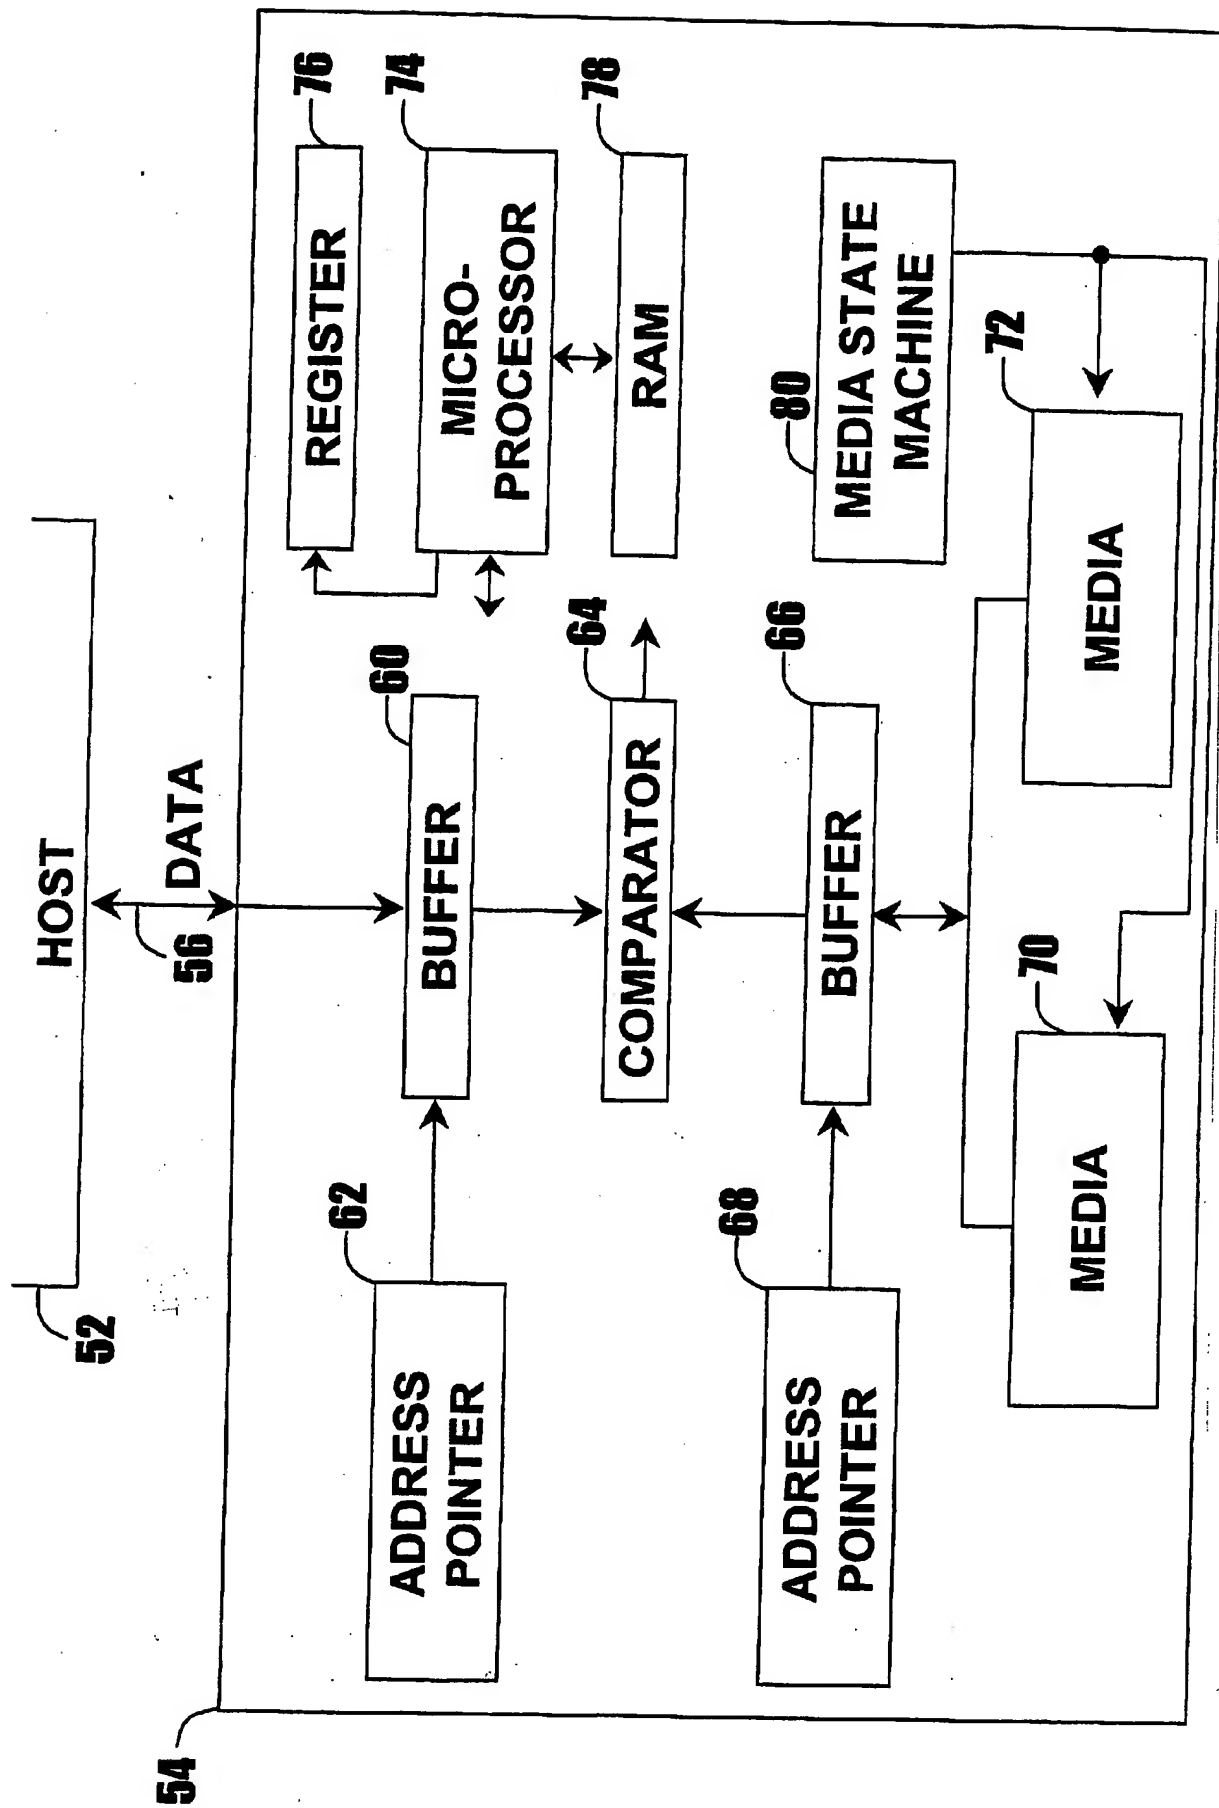 52
HOST
56
DATA
54
76
REGISTER
74
MICRO-
PROCESSOR
78
RAM
62
ADDRESS
POINTER
60
BUFFER
64
COMPARATOR
68
ADDRESS
POINTER
66
BUFFER
80
MEDIA STATE
MACHINE
70
MEDIA
72
MEDIA